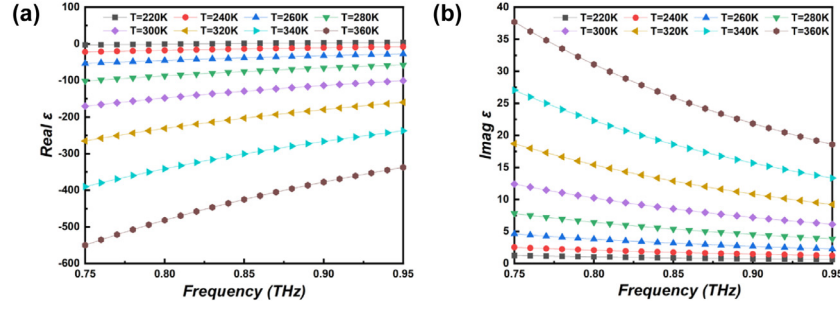 (a)
T=220K T=240K T=260K T=280K
T=300K T=320K T=340K T=360K
100
0
-100
-200
-300
-400
-500
-600
Real ε
0.75 0.80 0.85 0.90 0.95
Frequency (THz)
(b)
T=220K T=240K T=260K T=280K
T=300K T=320K T=340K T=360K
40
35
30
25
20
15
10
5
0
Imag ε
0.75 0.80 0.85 0.90 0.95
Frequency (THz)